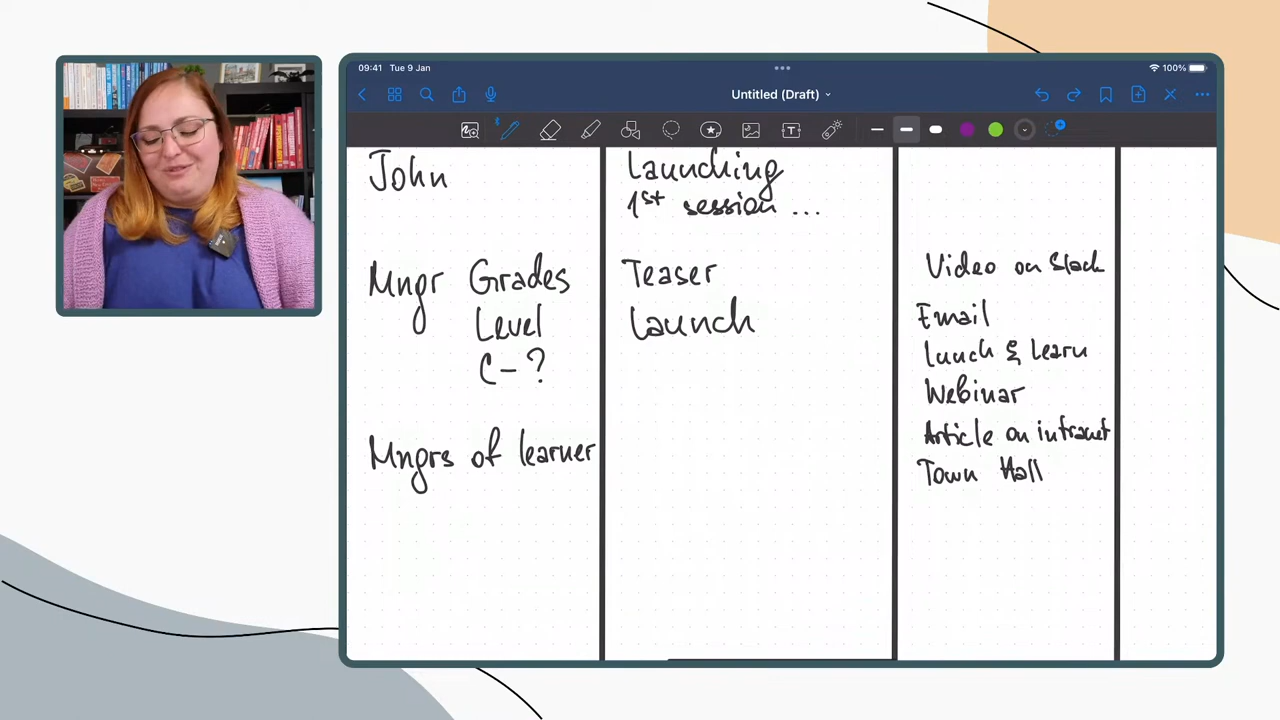 09:41 Tue 9 Jan
100%
Untitled (Draft)
John
Launching
1st session ...
Mngr Grades
Level
C-?
Teaser
Launch
Video on Slack
Email
Lunch & Learn
Webinar
Article on intranet
Town Hall
Mngrs of learner